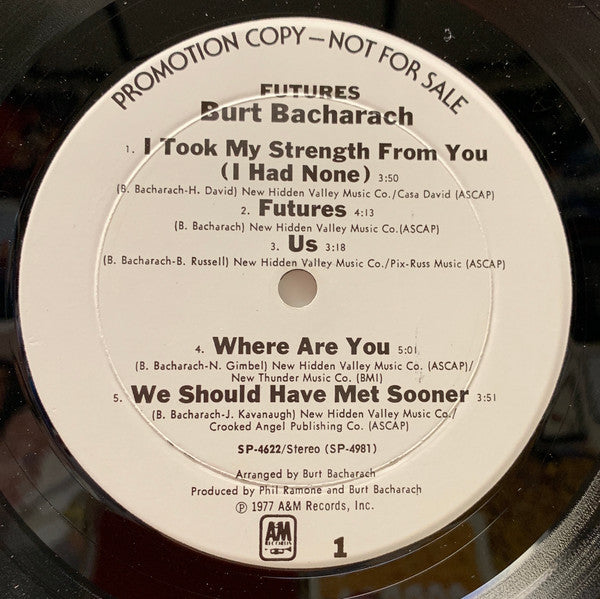 PROMOTION COPY—NOT FOR SALE
FUTURES
Burt Bacharach
1. I Took My Strength From You
(I Had None) 3:50
(B. Bacharach-H. David) New Hidden Valley Music Co./Casa David (ASCAP)
2. Futures 4:13
(B. Bacharach) New Hidden Valley Music Co.(ASCAP)
3. Us 3:18
(B. Bacharach-B. Russell) New Hidden Valley Music Co./Pix-Russ Music (ASCAP)
4. Where Are You 5:01
(B. Bacharach-N. Gimbel) New Hidden Valley Music Co. (ASCAP)/
New Thunder Music Co. (BMI)
5. We Should Have Met Sooner 3:51
(B. Bacharach-J. Kavanaugh) New Hidden Valley Music Co./
Crooked Angel Publishing Co. (ASCAP)
SP-4622/Stereo (SP-4981)
Arranged by Burt Bacharach
Produced by Phil Ramone and Burt Bacharach
℗ 1977 A&M Records, Inc.
A&M
RECORDS
1